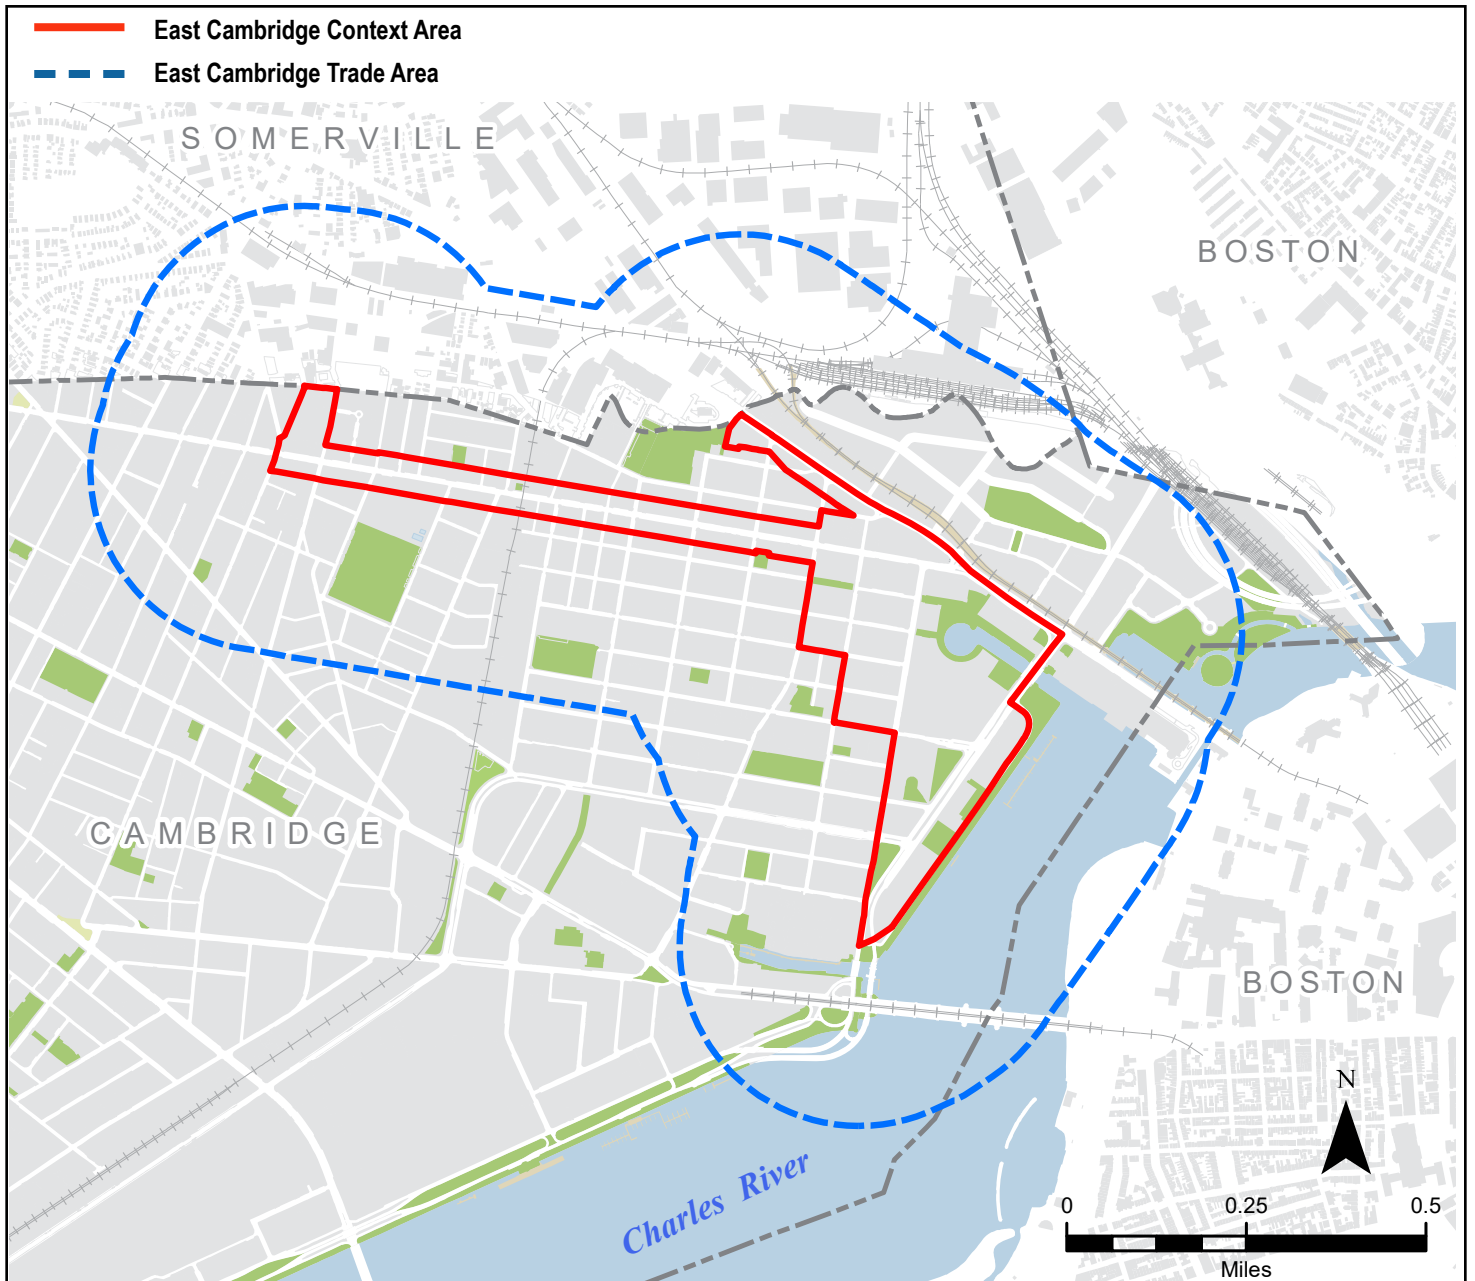 East Cambridge Context Area
East Cambridge Trade Area
SOMERVILLE
BOSTON
CAMBRIDGE
BOSTON
Charles River
N
0 0.25 0.5
Miles